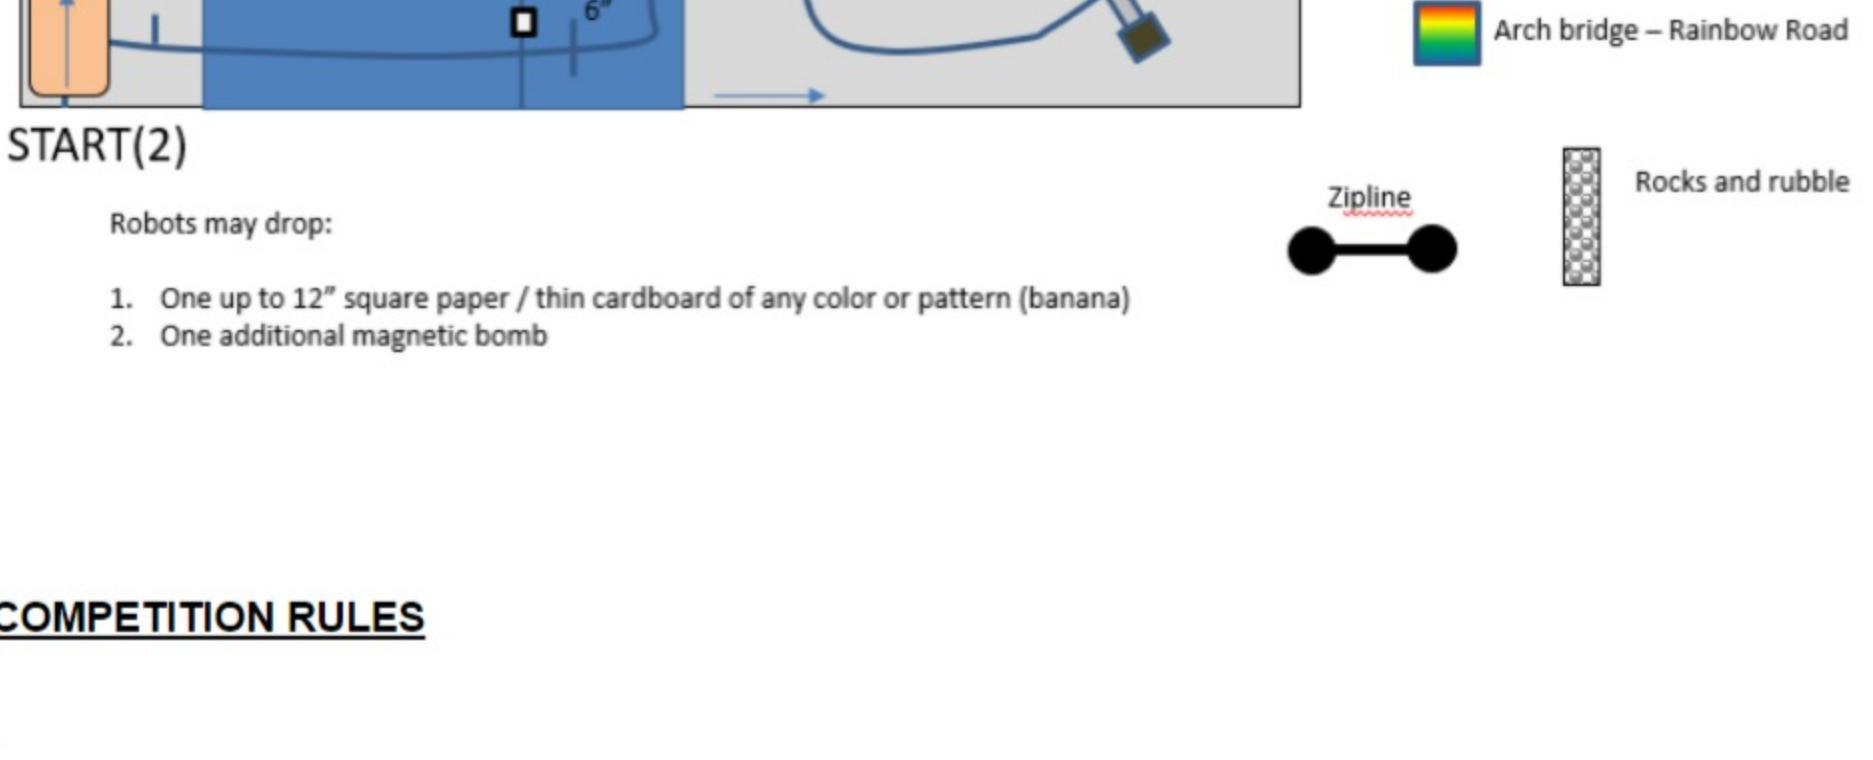 6"
Arch bridge – Rainbow Road
START(2)
Rocks and rubble
Zipline
Robots may drop:
1. One up to 12" square paper / thin cardboard of any color or pattern (banana)
2. One additional magnetic bomb
COMPETITION RULES